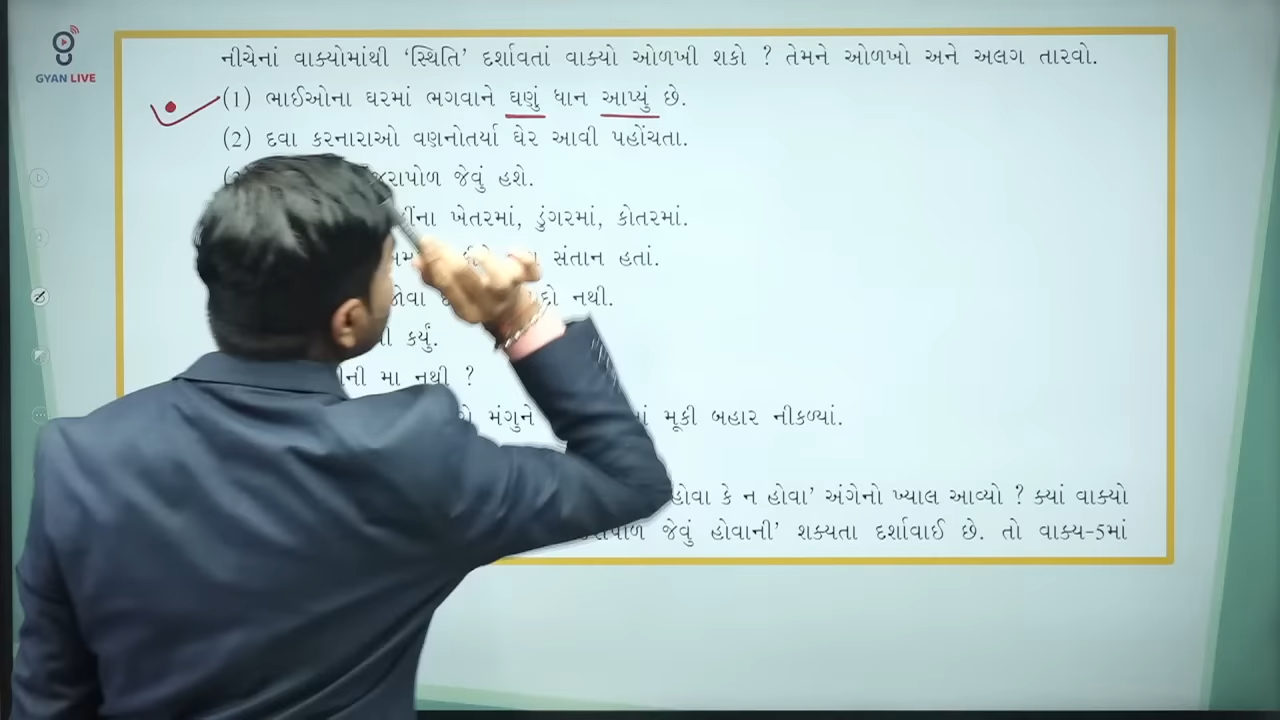 GYAN LIVE
નીચેનાં વાક્યોમાંથી ‘સ્થિતિ’ દર્શાવતાં વાક્યો ઓળખી શકો ? તેમને ઓળખો અને અલગ તારવો.
(1) ભાઈઓના ઘરમાં ભગવાને ઘણું ધાન આપ્યું છે.
(2) દવા કરનારાઓ વણનોતર્યા ઘેર આવી પહોંચતા.
જેવું હશે.
ખેતરમાં, ડુંગરમાં, કોતરમાં.
સંતાન હતાં.
નથી.
કર્યું.
મા નથી ?
મંગુને મૂકી બહાર નીકળ્યાં.
હોવા કે ન હોવા’ અંગેનો ખ્યાલ આવ્યો ? ક્યાં વાક્યો
જેવું હોવાની’ શક્યતા દર્શાવાઈ છે. તો વાક્ય-5માં